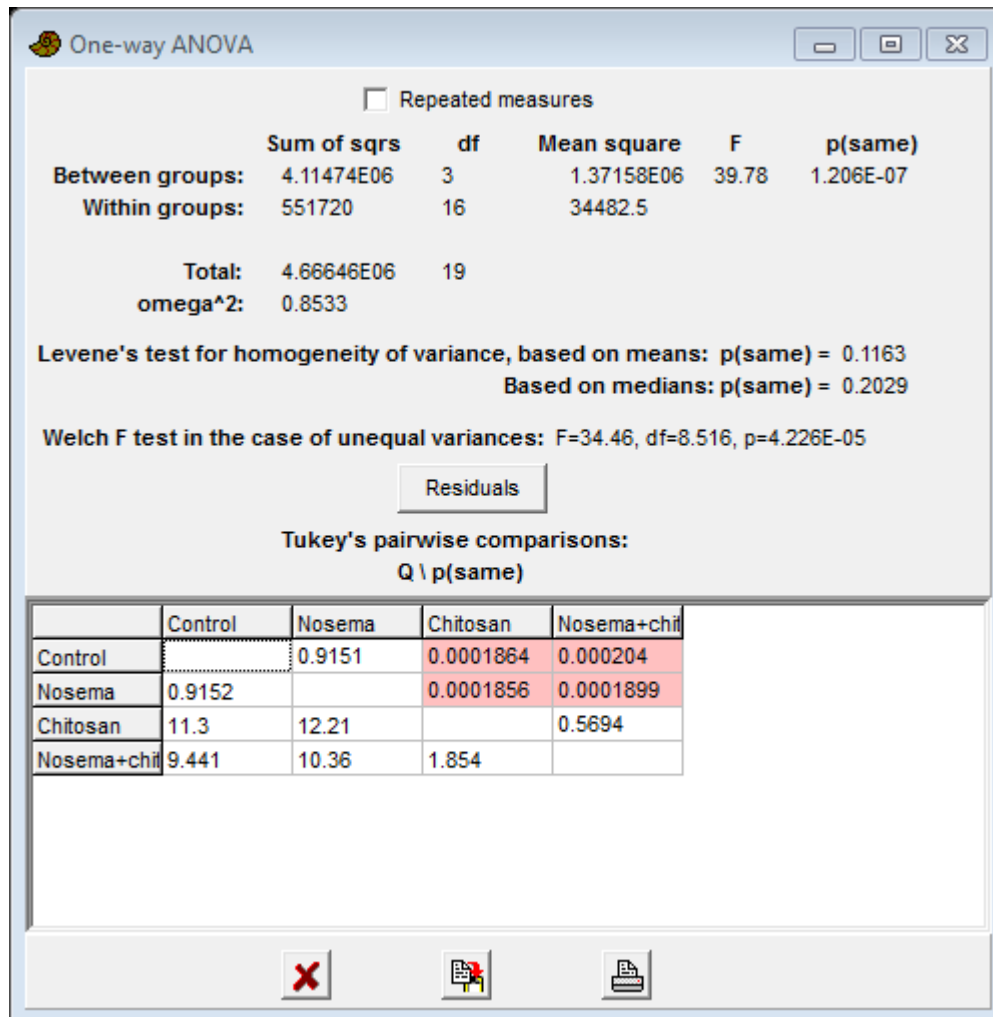 One-way ANOVA
Repeated measures
Sum of sqrs df Mean square F p(same)
Between groups: 4.11474E06 3 1.37158E06 39.78 1.206E-07
Within groups: 551720 16 34482.5
Total: 4.66646E06 19
omega^2: 0.8533
Levene's test for homogeneity of variance, based on means: p(same) = 0.1163
Based on medians: p(same) = 0.2029
Welch F test in the case of unequal variances: F=34.46, df=8.516, p=4.226E-05
Residuals
Tukey's pairwise comparisons:
Q \ p(same)
Control Nosema Chitosan Nosema+chit
Control 0.9151 0.0001864 0.000204
Nosema 0.9152 0.0001856 0.0001899
Chitosan 11.3 12.21 0.5694
Nosema+chit 9.441 10.36 1.854